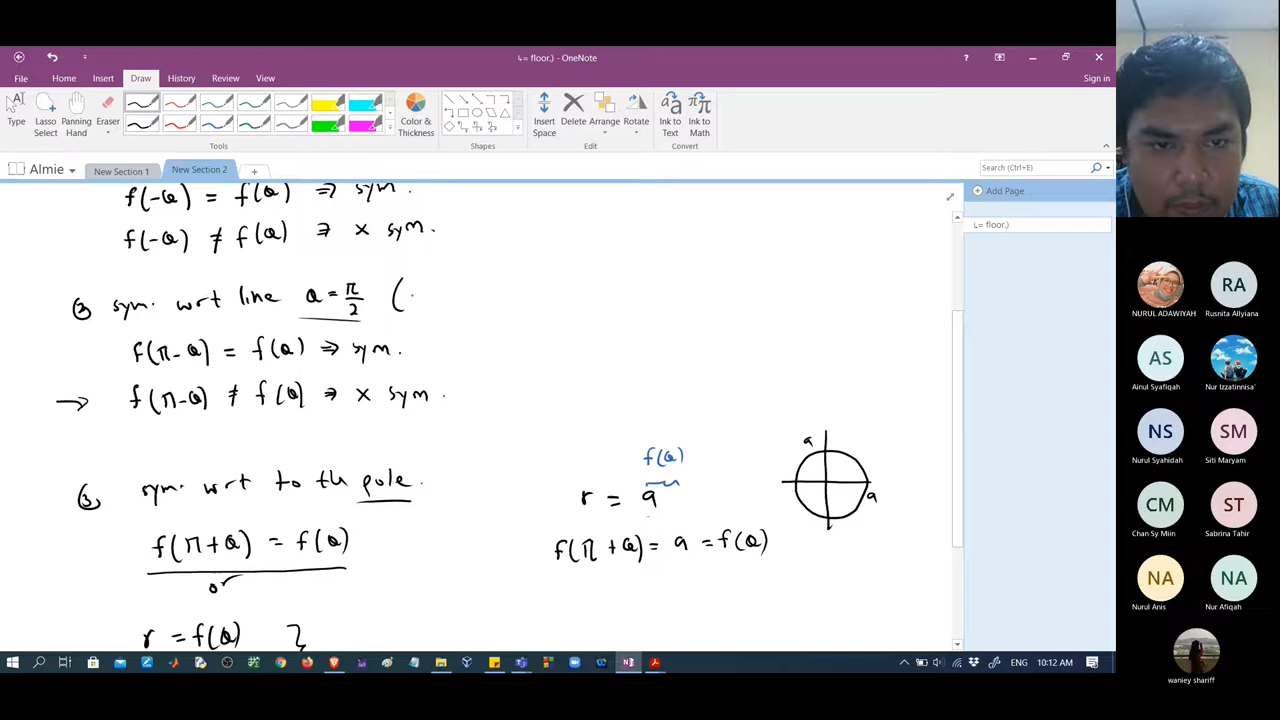 ʟ= floor.) - OneNote
File Home Insert Draw History Review View
Sign in
Type Lasso Select Panning Hand Eraser
Color & Thickness
Insert Space Delete Arrange Rotate
Ink to Text Ink to Math
Tools Shapes Edit Convert
Almie New Section 1 New Section 2 +
Search (Ctrl+E)
Add Page
ʟ= floor.)
f(-θ) = f(θ) ⇒ sym.
f(-θ) ≠ f(θ) ⇒ x sym.
② sym. wrt line θ = π/2 (
f(π-θ) = f(θ) ⇒ sym.
→ f(π-θ) ≠ f(θ) ⇒ x sym.
③ sym. wrt to th pole.
f(π+θ) = f(θ)
or
r = f(θ) }
f(θ)
r = a
f(π+θ) = a = f(θ)
a
a
NURUL ADAWIYAH
RA
Rusnita Allyiana
AS
Ainul Syafiqah
Nur Izzatinnisa'
NS
Nurul Syahidah
SM
Siti Maryam
CM
Chan Sy Miin
ST
Sabrina Tahir
NA
Nurul Anis
NA
Nur Afiqah
waniey shariff
ENG 10:12 AM